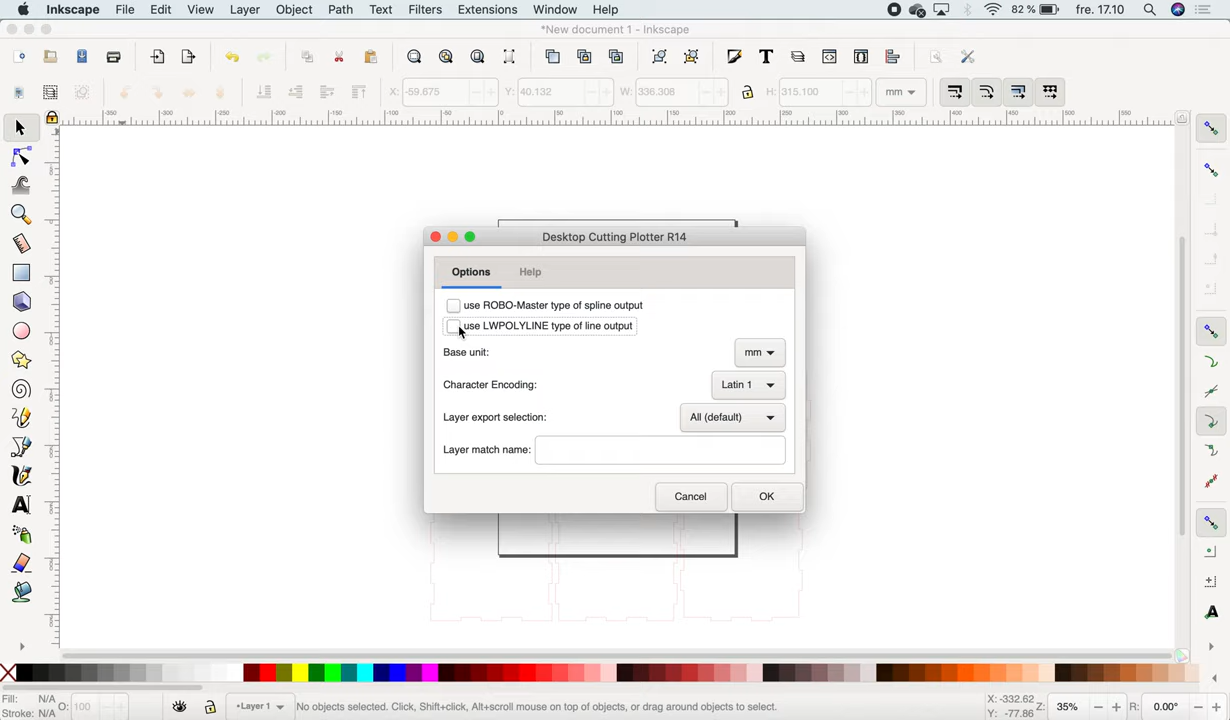 Inkscape File Edit View Layer Object Path Text Filters Extensions Window Help 82 % fre. 17.10
*New document 1 - Inkscape
X: -59.675 Y: 40.132 W: 336.308 H: 315.100 mm
Desktop Cutting Plotter R14
Options Help
use ROBO-Master type of spline output
use LWPOLYLINE type of line output
Base unit: mm
Character Encoding: Latin 1
Layer export selection: All (default)
Layer match name:
Cancel OK
Fill: N/A O: 100 •Layer 1 No objects selected. Click, Shift+click, Alt+scroll mouse on top of objects, or drag around objects to select. X: -332.62 Z: 35% R: 0.00°
Stroke: N/A Y: -77.86